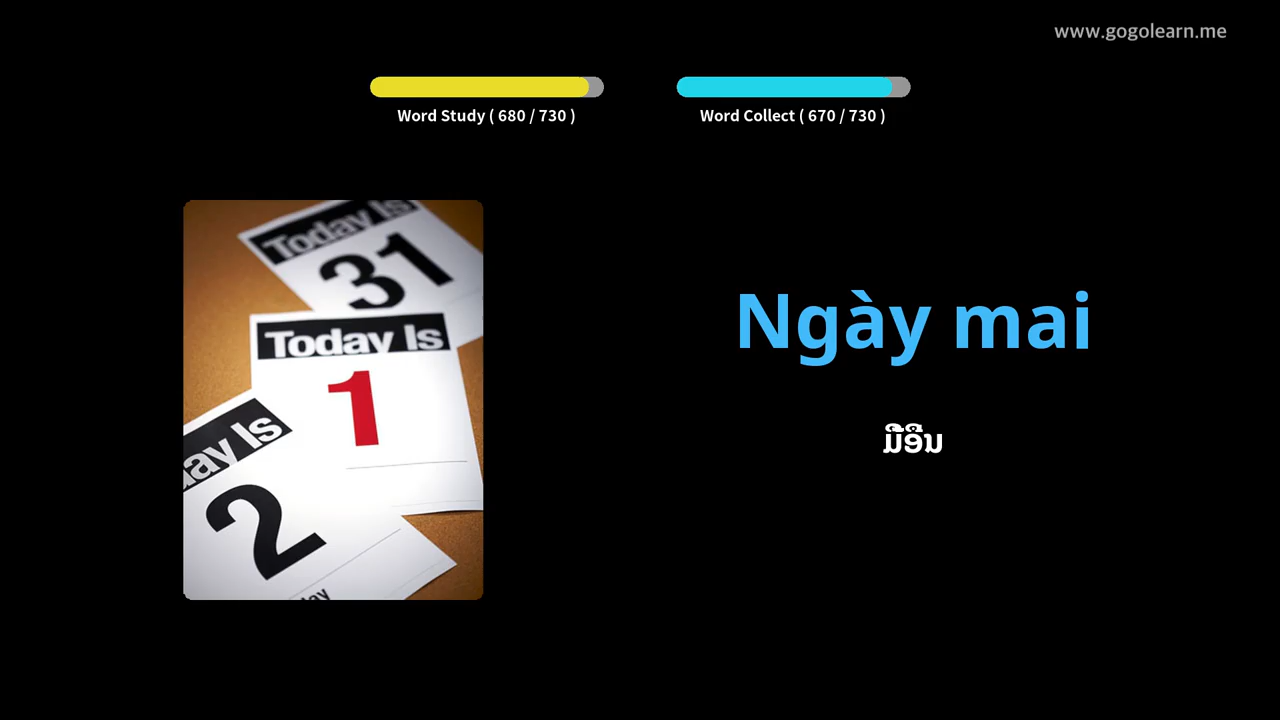 www.gogolearn.me
Word Study ( 680 / 730 )
Word Collect ( 670 / 730 )
Today Is
31
Today Is
1
ay Is
2
Ngày mai
ມື້ອື່ນ